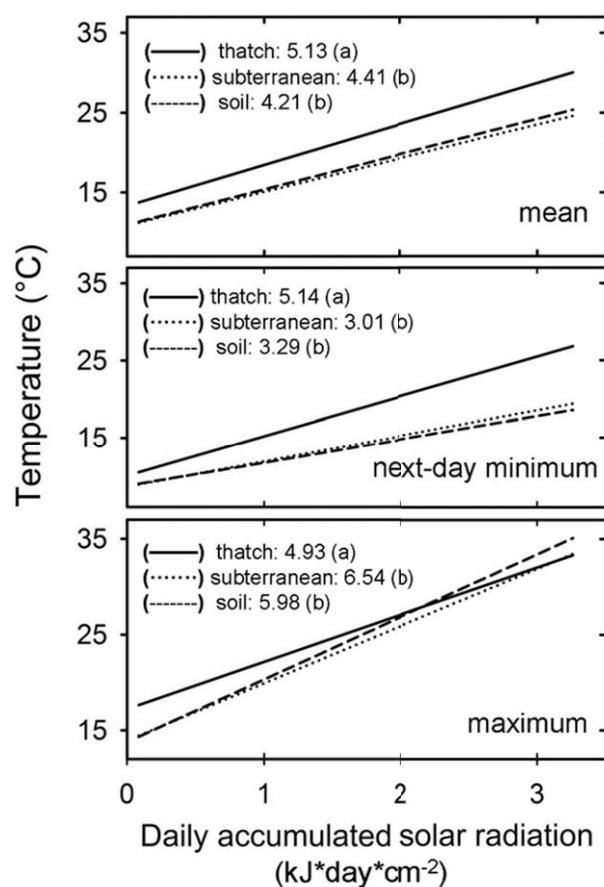 35
(——) thatch: 5.13 (a)
(·······) subterranean: 4.41 (b)
25
(-------) soil: 4.21 (b)
15
mean
35
(——) thatch: 5.14 (a)
(·······) subterranean: 3.01 (b)
25
(-------) soil: 3.29 (b)
15
next-day minimum
35
(——) thatch: 4.93 (a)
(·······) subterranean: 6.54 (b)
25
(-------) soil: 5.98 (b)
15
maximum
Temperature (°C)
0 1 2 3
Daily accumulated solar radiation
(kJ*day*cm⁻²)